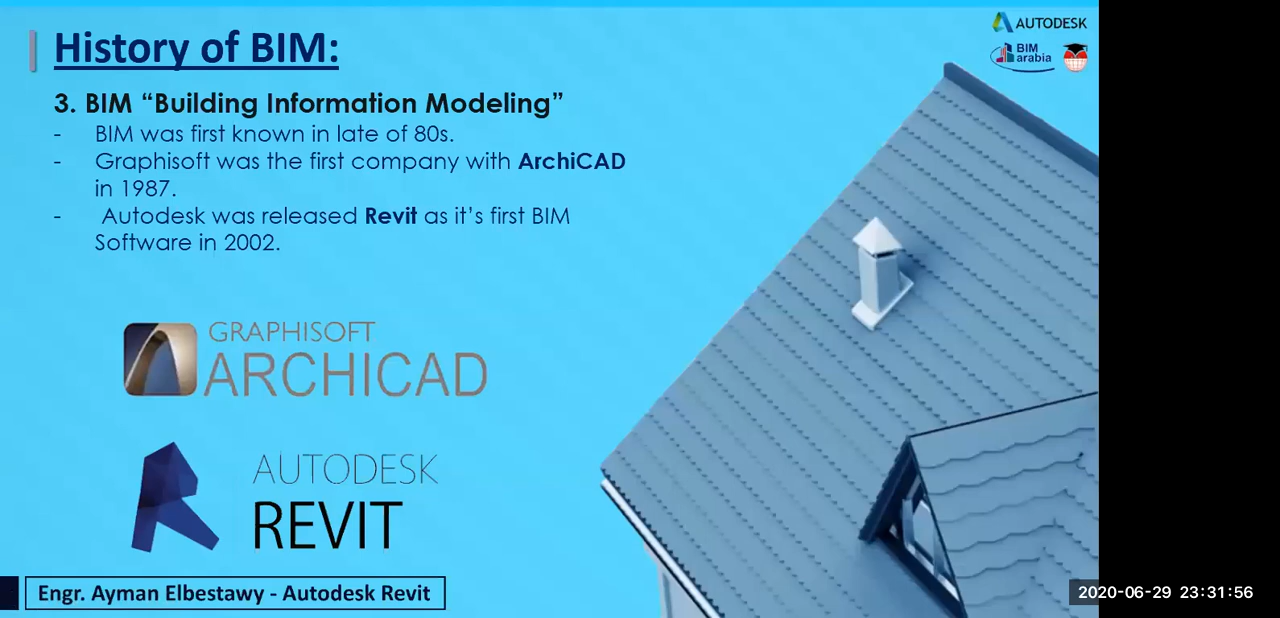 History of BIM:
3. BIM “Building Information Modeling”
- BIM was first known in late of 80s.
- Graphisoft was the first company with ArchiCAD
in 1987.
- Autodesk was released Revit as it’s first BIM
Software in 2002.
GRAPHISOFT
ARCHICAD
AUTODESK
REVIT
Engr. Ayman Elbestawy - Autodesk Revit
AUTODESK
BIM
arabia
2020-06-29 23:31:56